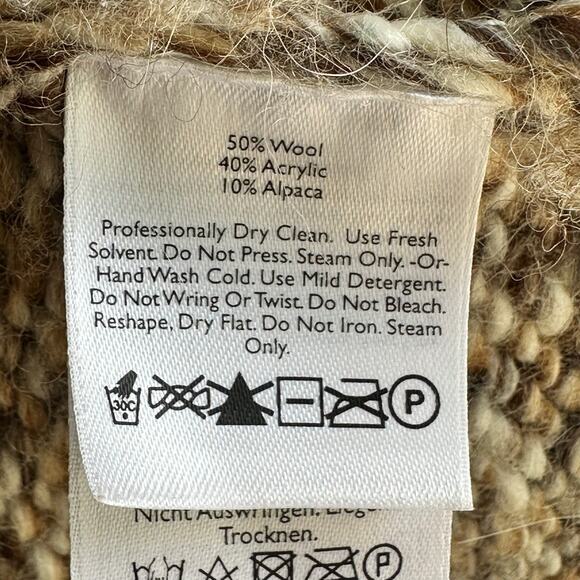 50% Wool
40% Acrylic
10% Alpaca
Professionally Dry Clean. Use Fresh
Solvent. Do Not Press. Steam Only. -Or-
Hand Wash Cold. Use Mild Detergent.
Do Not Wring Or Twist. Do Not Bleach.
Reshape, Dry Flat. Do Not Iron. Steam
Only.
30C P
Nicht Auswringen.
Trocknen.
P